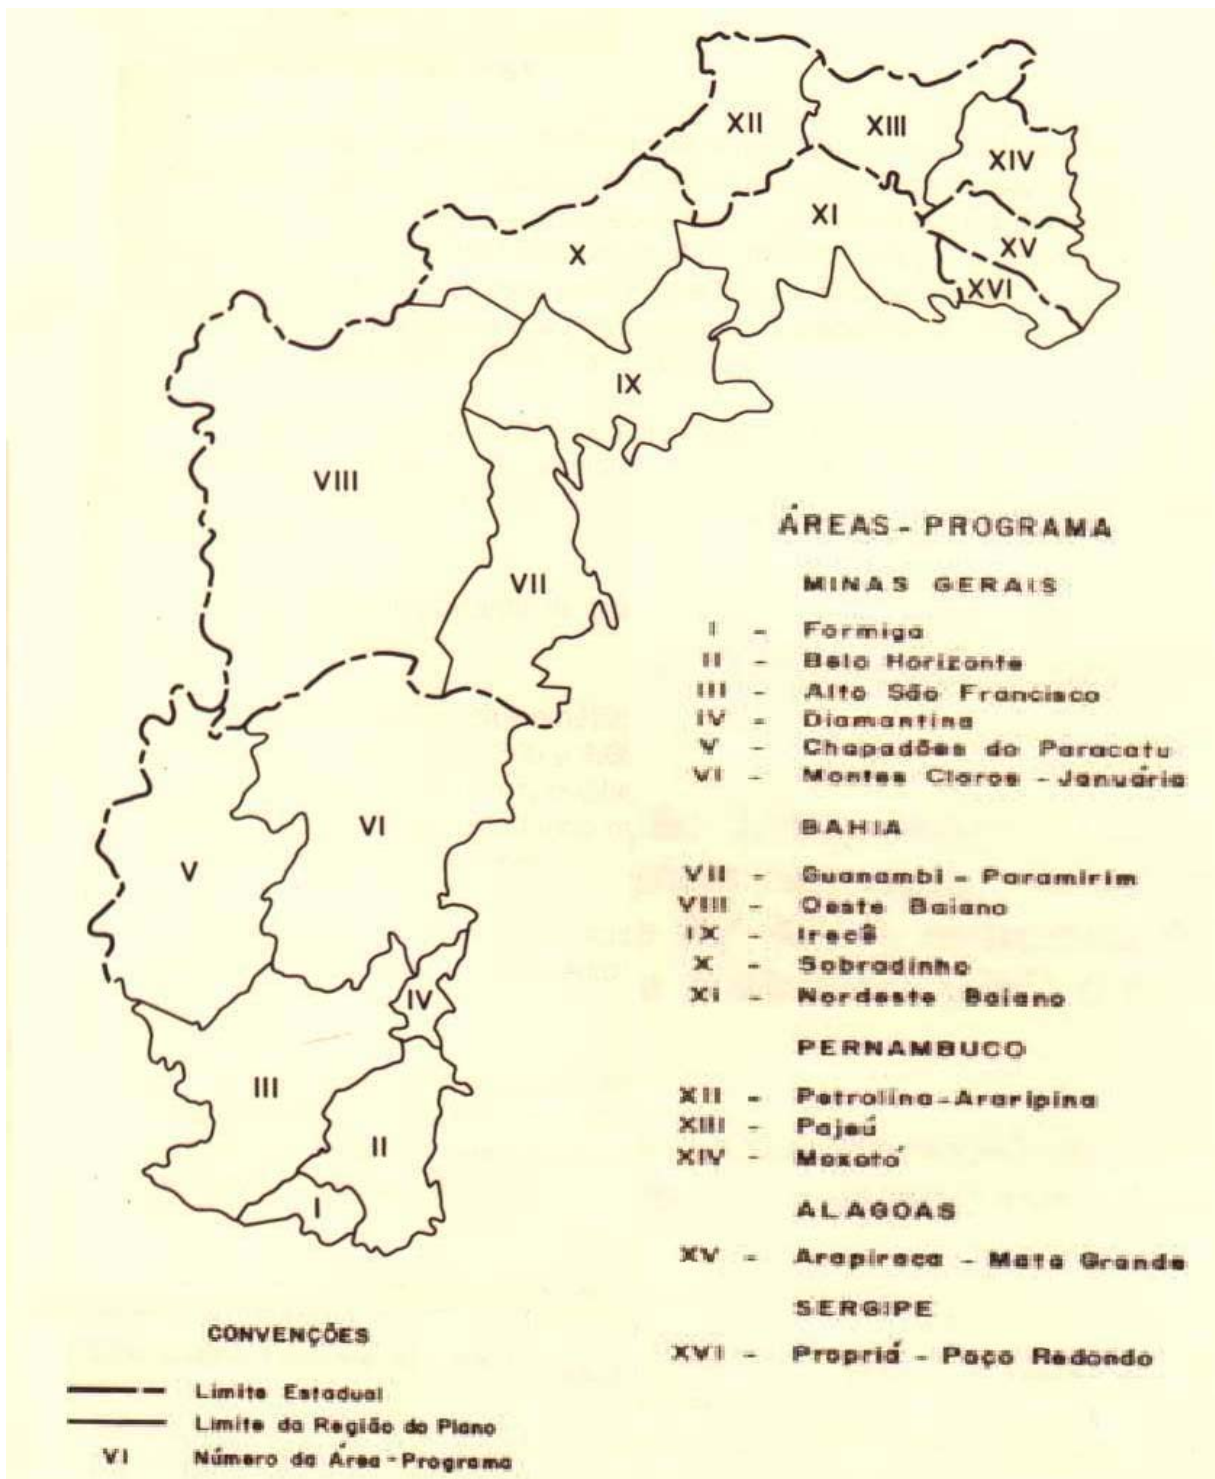 XII
XIII
XIV
XI
X
XV
XVI
IX
VIII
VII
VI
V
IV
III
II
I
ÁREAS - PROGRAMA
MINAS GERAIS
I - Formiga
II - Belo Horizonte
III - Alto São Francisco
IV - Diamantina
V - Chapadões do Paracatu
VI - Montes Claros - Januária
BAHIA
VII - Guanambi - Paramirim
VIII - Oeste Baiano
IX - Irecê
X - Sobradinho
XI - Nordeste Baiano
PERNAMBUCO
XII - Petrolina-Araripina
XIII - Pajeú
XIV - Moxotó
ALAGOAS
XV - Arapiraca - Mata Grande
SERGIPE
XVI - Propriá - Poço Redondo
CONVENÇÕES
Limite Estadual
Limite da Região do Plano
VI Número da Área - Programa